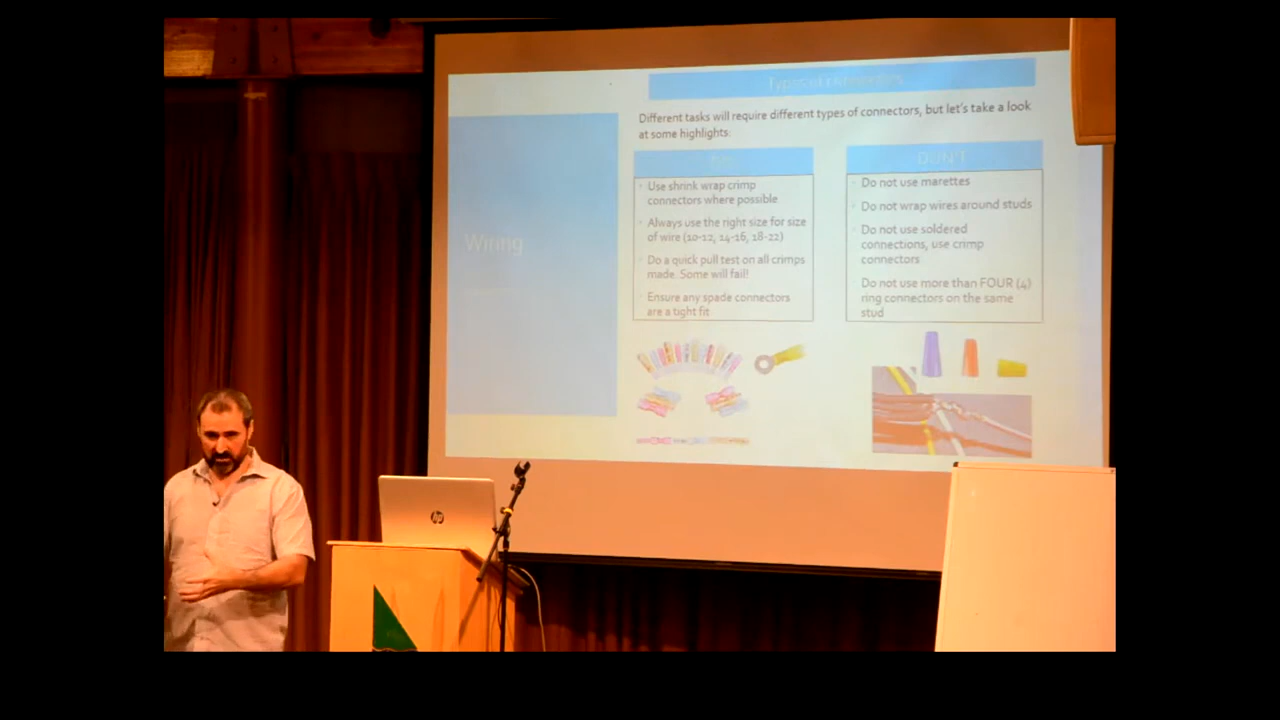 Types of connectors
Different tasks will require different types of connectors, but let's take a look
at some highlights:
Wiring
DON'T
Use shrink wrap crimp
connectors where possible
Always use the right size for size
of wire (10-12, 14-16, 18-22)
Do a quick pull test on all crimps
made. Some will fail!
Ensure any spade connectors
are a tight fit
Do not use marettes
Do not wrap wires around studs
Do not use soldered
connections, use crimp
connectors
Do not use more than FOUR (4)
ring connectors on the same
stud
hp